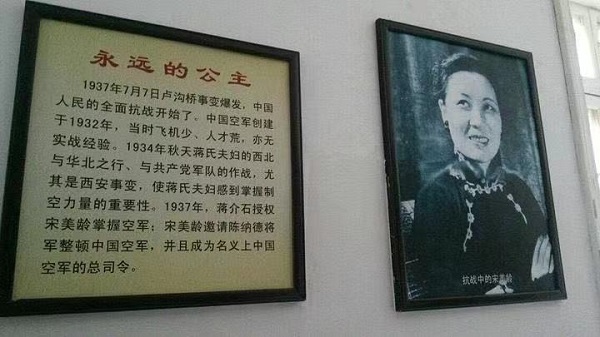 永远的公主
1937年7月7日卢沟桥事变爆发，中国
人民的全面抗战开始了。中国空军创建
于1932年，当时飞机少、人才荒，亦无
实战经验。1934年秋天蒋氏夫妇的西北
与华北之行、与共产党军队的作战，尤
其是西安事变，使蒋氏夫妇感到掌握制
空力量的重要性。1937年，蒋介石授权
宋美龄掌握空军；宋美龄邀请陈纳德将
军整顿中国空军，并且成为名义上中国
空军的总司令。
抗战中的宋美龄